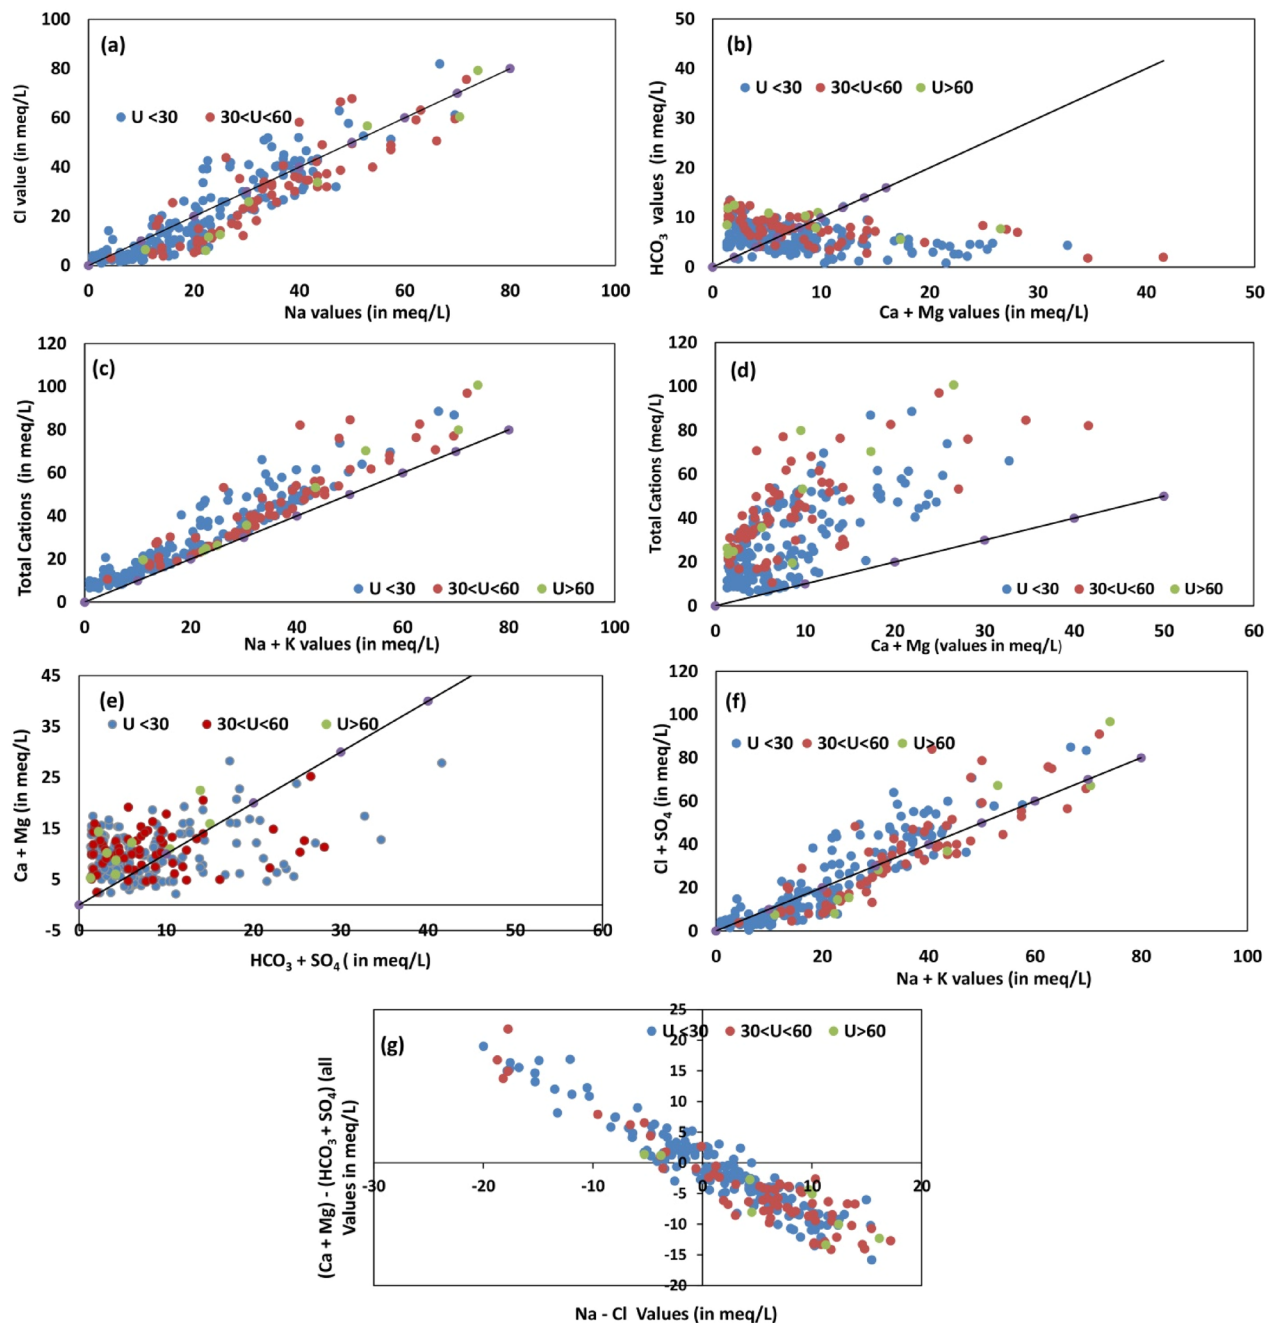 (a)
Cl value (in meq/L)
100
80
60
40
20
0
U <30 30<U<60
0 20 40 60 80 100
Na values (in meq/L)
(b)
HCO3 values (in meq/L)
50
40
30
20
10
0
U <30 30<U<60 U>60
0 10 20 30 40 50
Ca + Mg values (in meq/L)
(c)
Total Cations (in meq/L)
120
100
80
60
40
20
0
U <30 30<U<60 U>60
0 20 40 60 80 100
Na + K values (in meq/L)
(d)
Total Cations (meq/L)
120
100
80
60
40
20
0
U <30 30<U<60 U>60
0 10 20 30 40 50 60
Ca + Mg (values in meq/L)
(e)
Ca + Mg (in meq/L)
45
35
25
15
5
-5
U <30 30<U<60 U>60
0 10 20 30 40 50 60
HCO3 + SO4 ( in meq/L)
(f)
Cl + SO4 (in meq/L)
120
100
80
60
40
20
0
U <30 30<U<60 U>60
0 20 40 60 80 100
Na + K values (in meq/L)
(g)
(Ca + Mg) - (HCO3 + SO4) (all
Values in meq/L)
25
20
15
10
5
0
-5
-10
-15
-20
U <30 30<U<60 U>60
-30 -20 -10 0 10 20
Na - Cl Values (in meq/L)